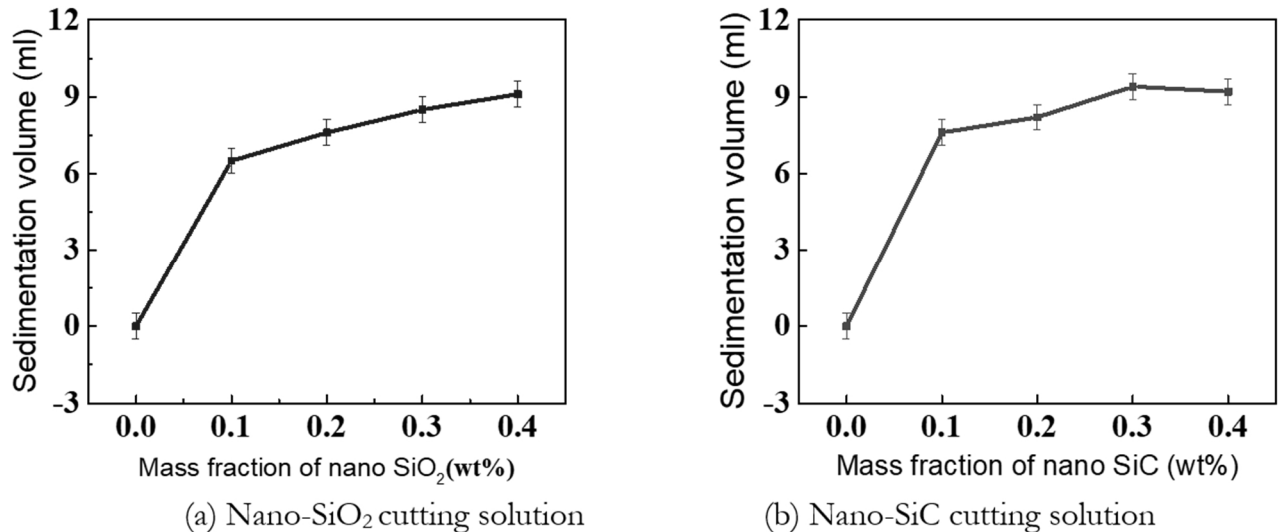 12
9
6
3
0
-3
Sedimentation volume (ml)
0.0 0.1 0.2 0.3 0.4
Mass fraction of nano SiO₂(wt%)
(a) Nano-SiO₂ cutting solution
12
9
6
3
0
-3
Sedimentation volume (ml)
0.0 0.1 0.2 0.3 0.4
Mass fraction of nano SiC (wt%)
(b) Nano-SiC cutting solution